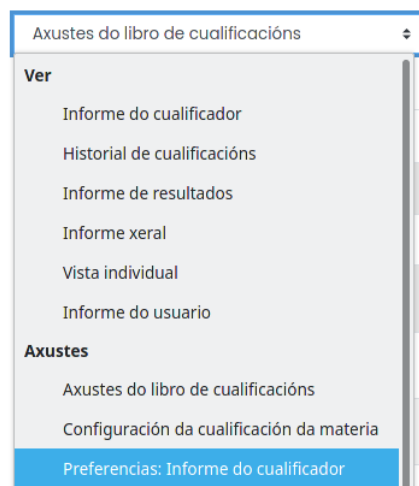 Axustes do libro de cualificacións
Ver
Informe do cualificador
Historial de cualificacións
Informe de resultados
Informe xeral
Vista individual
Informe do usuario
Axustes
Axustes do libro de cualificacións
Configuración da cualificación da materia
Preferencias: Informe do cualificador